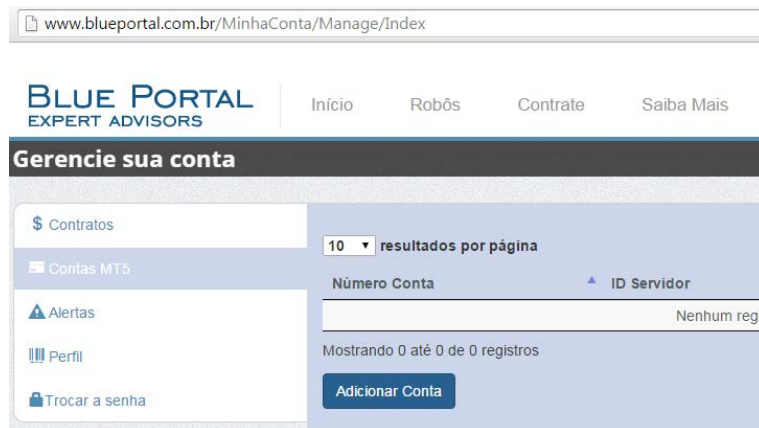 www.blueportal.com.br/MinhaConta/Manage/Index
BLUE PORTAL
EXPERT ADVISORS
Início Robôs Contrate Saiba Mais
Gerencie sua conta
$ Contratos
Contas MT5
Alertas
Perfil
Trocar a senha
10 resultados por página
Número Conta ID Servidor
Nenhum reg
Mostrando 0 até 0 de 0 registros
Adicionar Conta